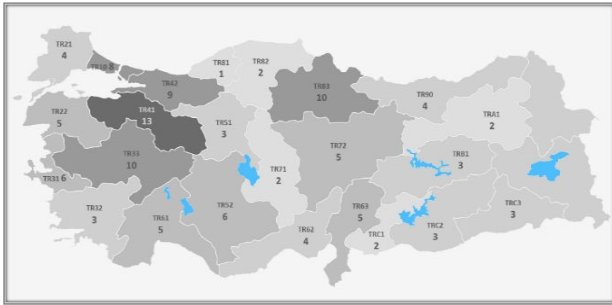 TR21
4
TR10 8
TR42
9
TR81
1
TR82
2
TR83
10
TR90
4
TRA1
2
TR22
5
TR41
13
TR51
3
TR72
5
TRB1
3
TR33
10
TR71
2
TR31 6
TR32
3
TR61
5
TR52
6
TR62
4
TR63
5
TRC1
2
TRC2
3
TRC3
3